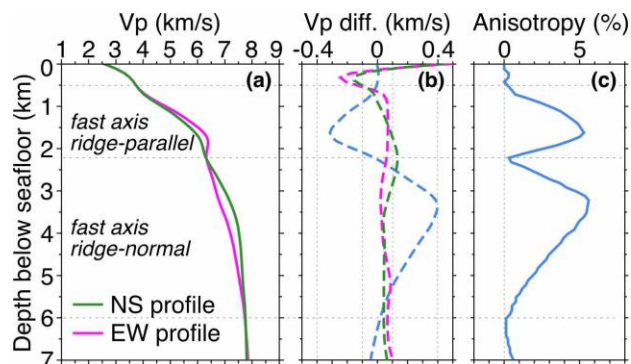 Vp (km/s)
Vp diff. (km/s)
Anisotropy (%)
1 2 3 4 5 6 7 8 9
-0.4 0 0.4
0 5
(a)
(b)
(c)
Depth below seafloor (km)
0
1
2
3
4
5
6
7
fast axis
ridge-parallel
fast axis
ridge-normal
NS profile
EW profile